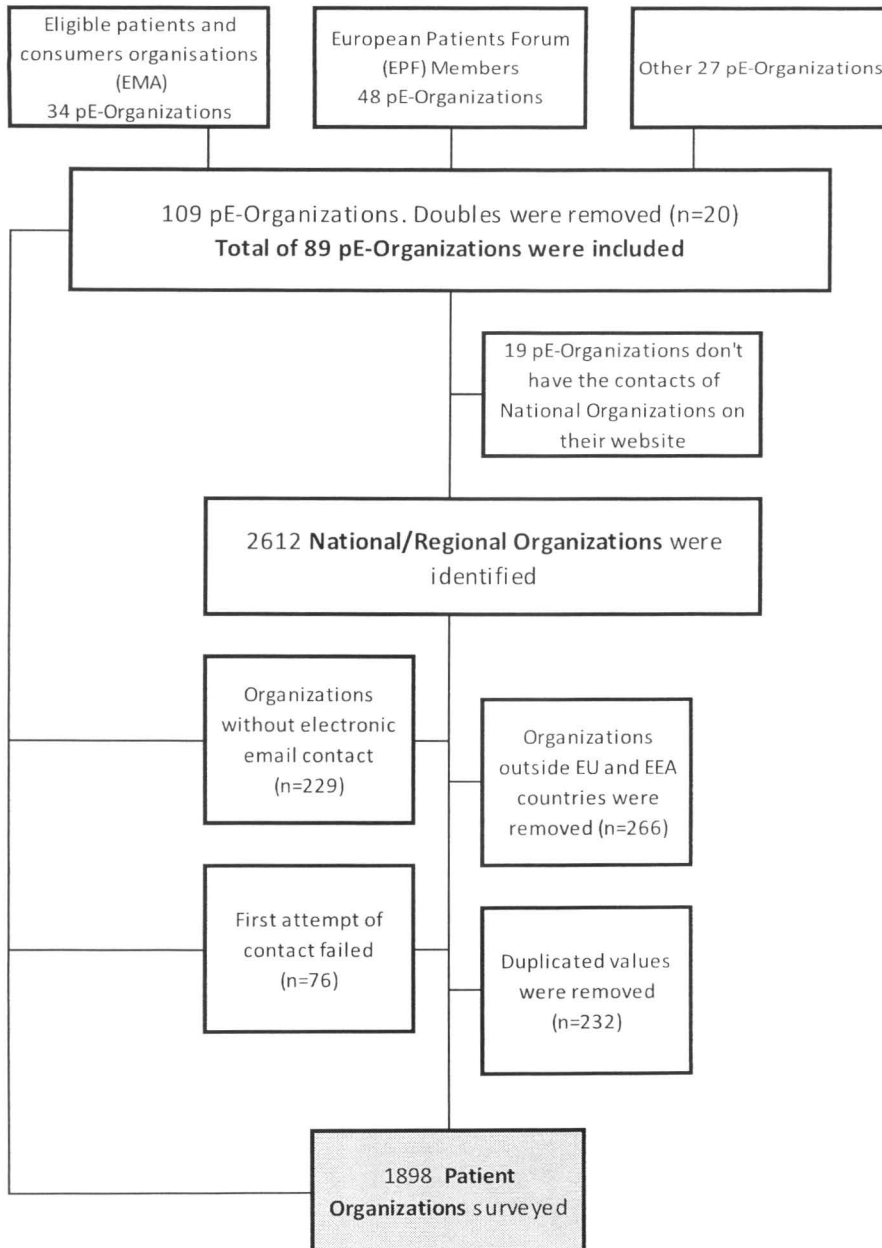 Eligible patients and
consumers organisations
(EMA)
34 pE-Organizations
European Patients Forum
(EPF) Members
48 pE-Organizations
Other 27 pE-Organizations
109 pE-Organizations. Doubles were removed (n=20)
Total of 89 pE-Organizations were included
19 pE-Organizations don't
have the contacts of
National Organizations on
their website
2612 National/Regional Organizations were
identified
Organizations
without electronic
email contact
(n=229)
Organizations
outside EU and EEA
countries were
removed (n=266)
First attempt of
contact failed
(n=76)
Duplicated values
were removed
(n=232)
1898 Patient
Organizations surveyed